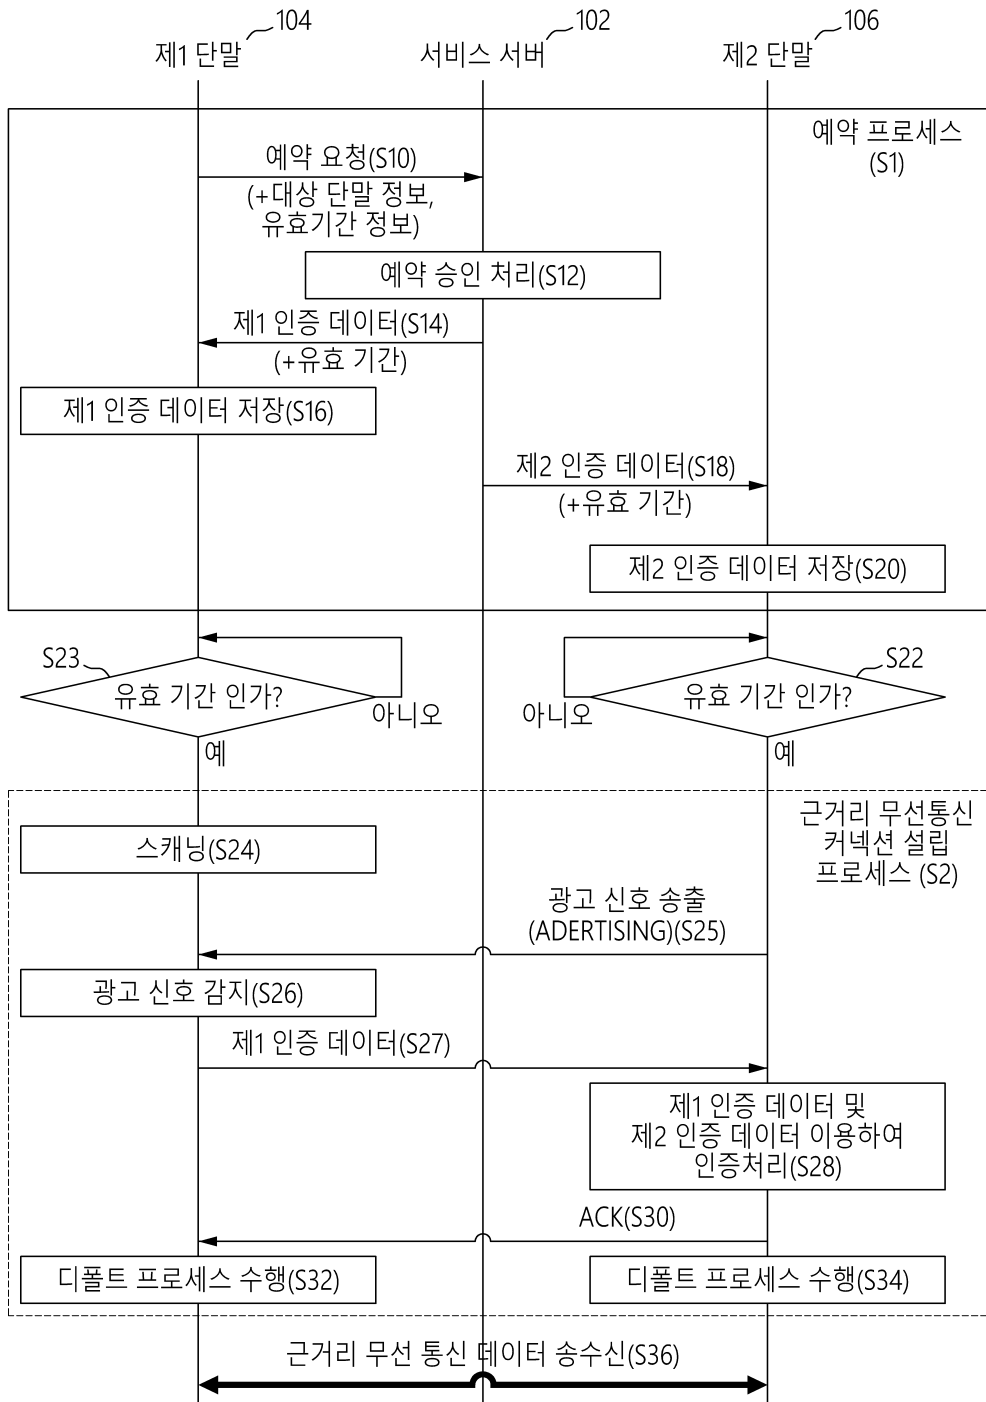 104
102
106
제1 단말
서비스 서버
제2 단말
예약 프로세스
(S1)
예약 요청(S10)
(+대상 단말 정보,
유효기간 정보)
예약 승인 처리(S12)
제1 인증 데이터(S14)
(+유효 기간)
제1 인증 데이터 저장(S16)
제2 인증 데이터(S18)
(+유효 기간)
제2 인증 데이터 저장(S20)
S23
S22
유효 기간 인가?
유효 기간 인가?
아니오
아니오
예
예
근거리 무선통신
커넥션 설립
프로세스 (S2)
스캐닝(S24)
광고 신호 송출
(ADERTISING)(S25)
광고 신호 감지(S26)
제1 인증 데이터(S27)
제1 인증 데이터 및
제2 인증 데이터 이용하여
인증처리(S28)
ACK(S30)
디폴트 프로세스 수행(S32)
디폴트 프로세스 수행(S34)
근거리 무선 통신 데이터 송수신(S36)